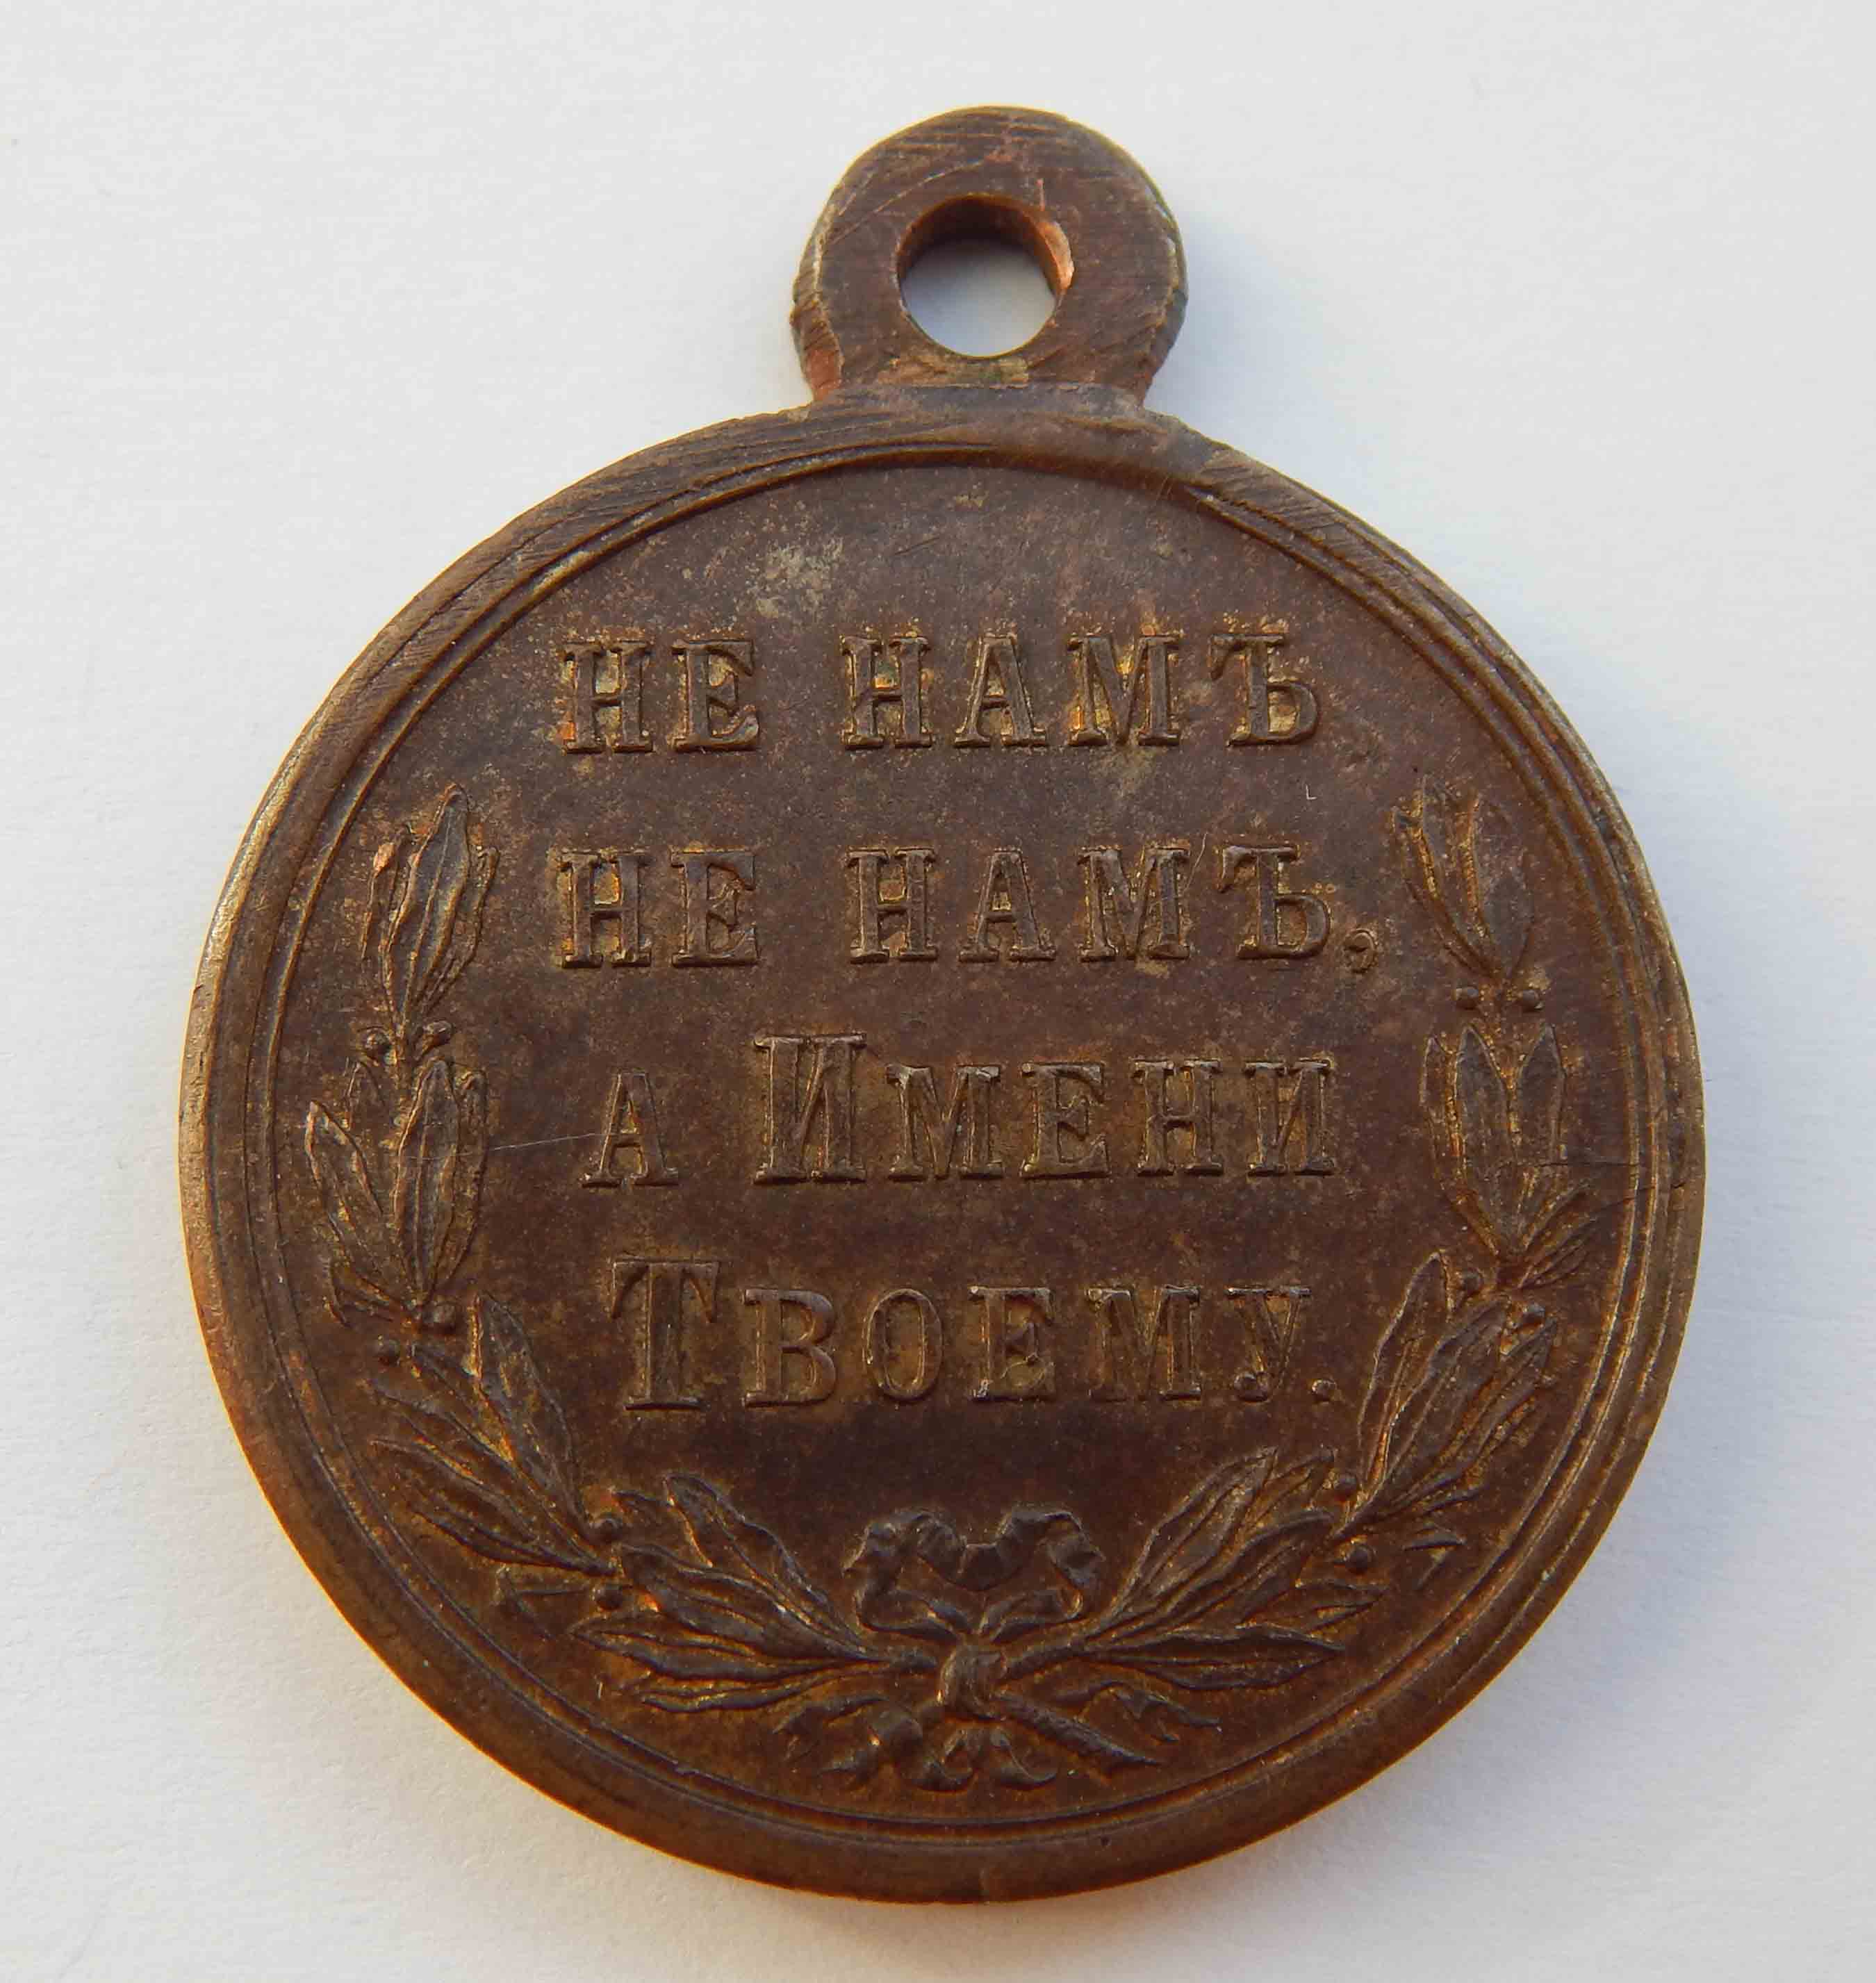 НЕ НАМЪ
НЕ НАМЪ,
А ИМЕНИ
ТВОЕМУ.